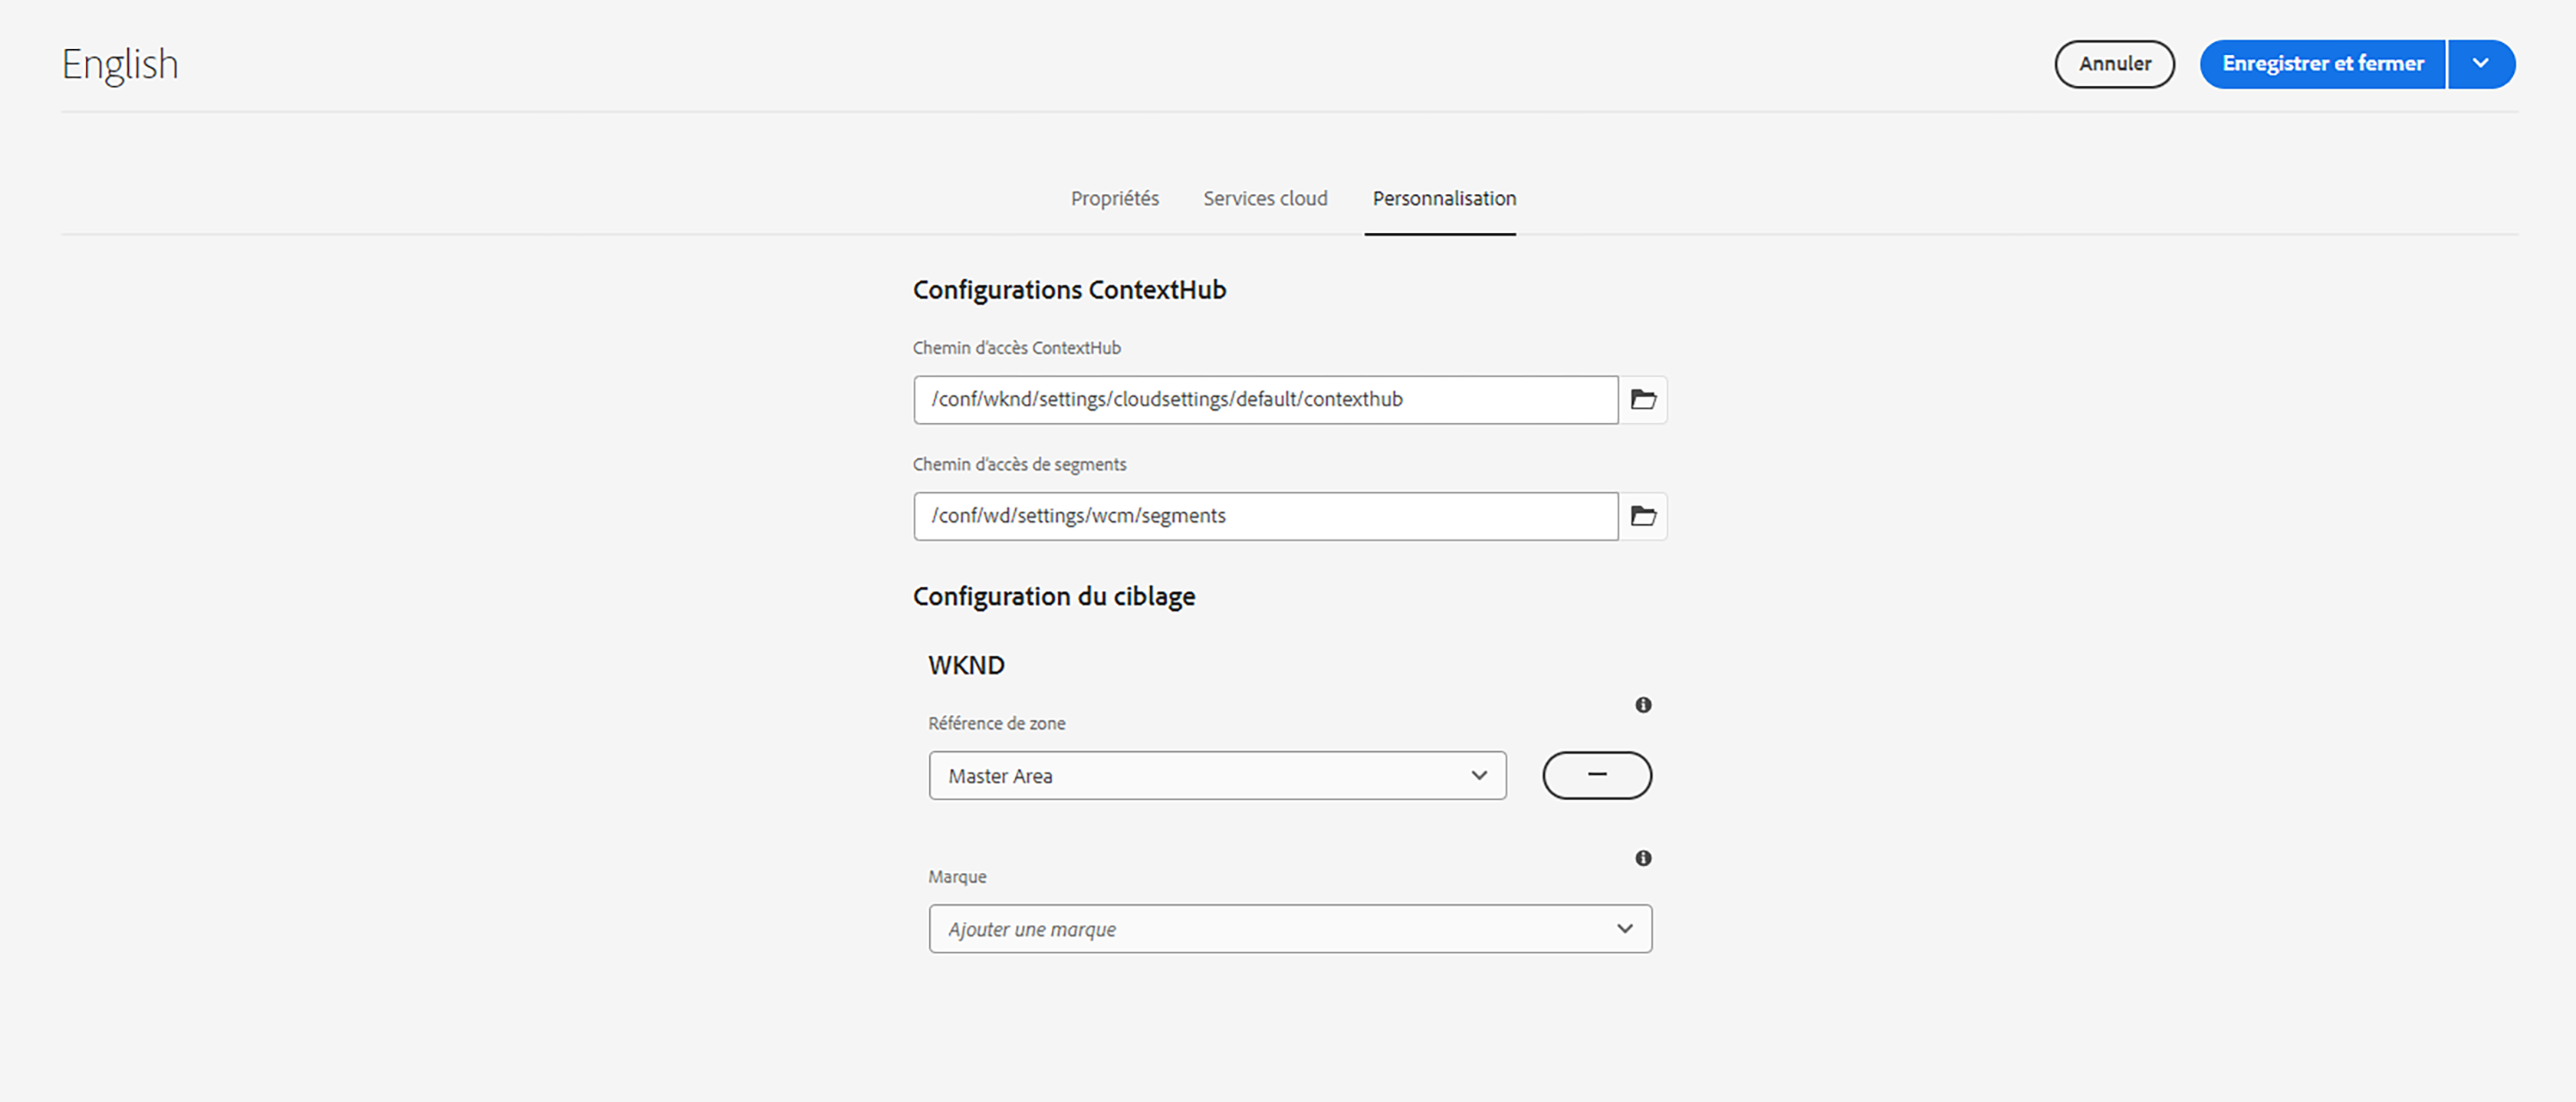 English
Annuler
Enregistrer et fermer
Propriétés
Services cloud
Personnalisation
Configurations ContextHub
Chemin d'accès ContextHub
/conf/wknd/settings/cloudsettings/default/contexthub
Chemin d'accès de segments
/conf/wd/settings/wcm/segments
Configuration du ciblage
WKND
Référence de zone
Master Area
Marque
Ajouter une marque